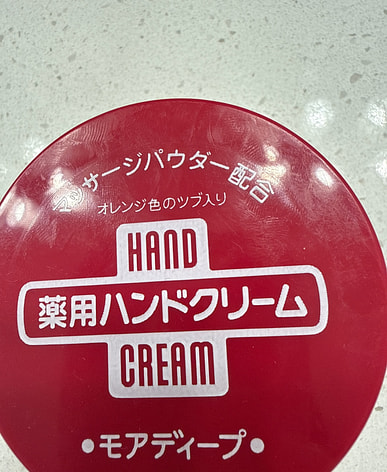 マッサージパウダー配合
オレンジ色のツブ入り
HAND
薬用ハンドクリーム
CREAM
•モアディープ•